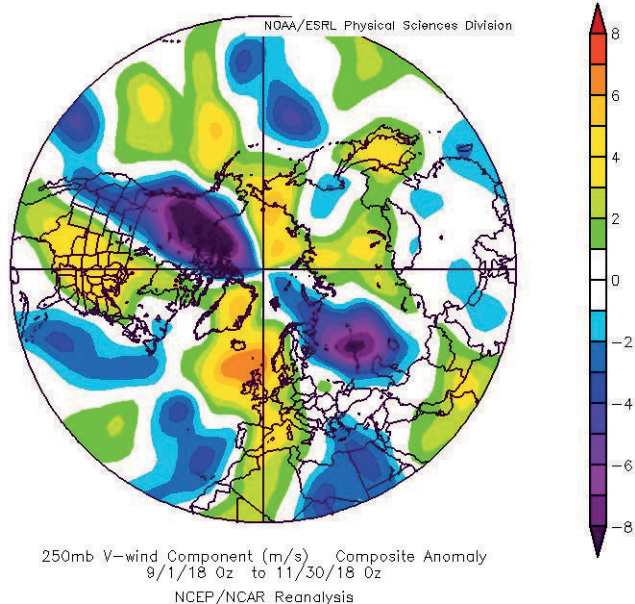 NOAA/ESRL Physical Sciences Division
8
6
4
2
0
−2
−4
−6
−8
250mb V-wind Component (m/s) Composite Anomaly
9/1/18 0z to 11/30/18 0z
NCEP/NCAR Reanalysis